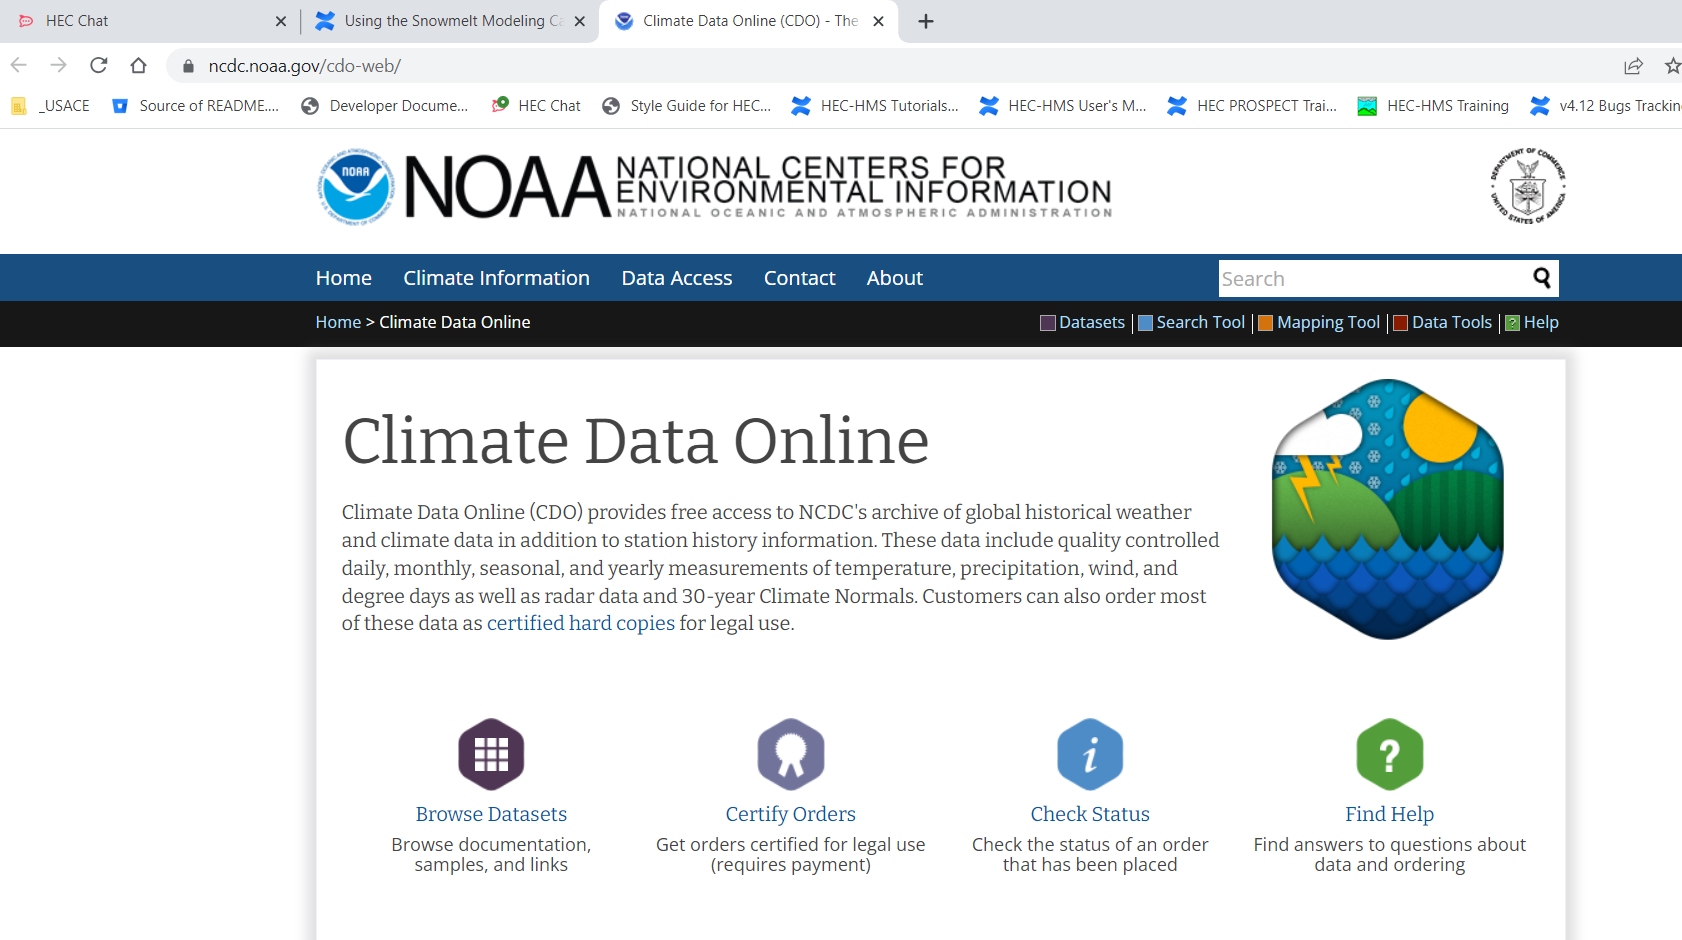 HEC Chat
Using the Snowmelt Modeling Ca
Climate Data Online (CDO) - The
ncdc.noaa.gov/cdo-web/
_USACE
Source of README....
Developer Docume...
HEC Chat
Style Guide for HEC...
HEC-HMS Tutorials...
HEC-HMS User's M...
HEC PROSPECT Trai...
HEC-HMS Training
v4.12 Bugs Trackin
NOAA
NOAA
NATIONAL CENTERS FOR
ENVIRONMENTAL INFORMATION
NATIONAL OCEANIC AND ATMOSPHERIC ADMINISTRATION
DEPARTMENT OF COMMERCE
UNITED STATES OF AMERICA
Home Climate Information Data Access Contact About
Search
Home > Climate Data Online
Datasets | Search Tool | Mapping Tool | Data Tools | ? Help
Climate Data Online
Climate Data Online (CDO) provides free access to NCDC's archive of global historical weather
and climate data in addition to station history information. These data include quality controlled
daily, monthly, seasonal, and yearly measurements of temperature, precipitation, wind, and
degree days as well as radar data and 30-year Climate Normals. Customers can also order most
of these data as certified hard copies for legal use.
i
?
Browse Datasets
Browse documentation,
samples, and links
Certify Orders
Get orders certified for legal use
(requires payment)
Check Status
Check the status of an order
that has been placed
Find Help
Find answers to questions about
data and ordering